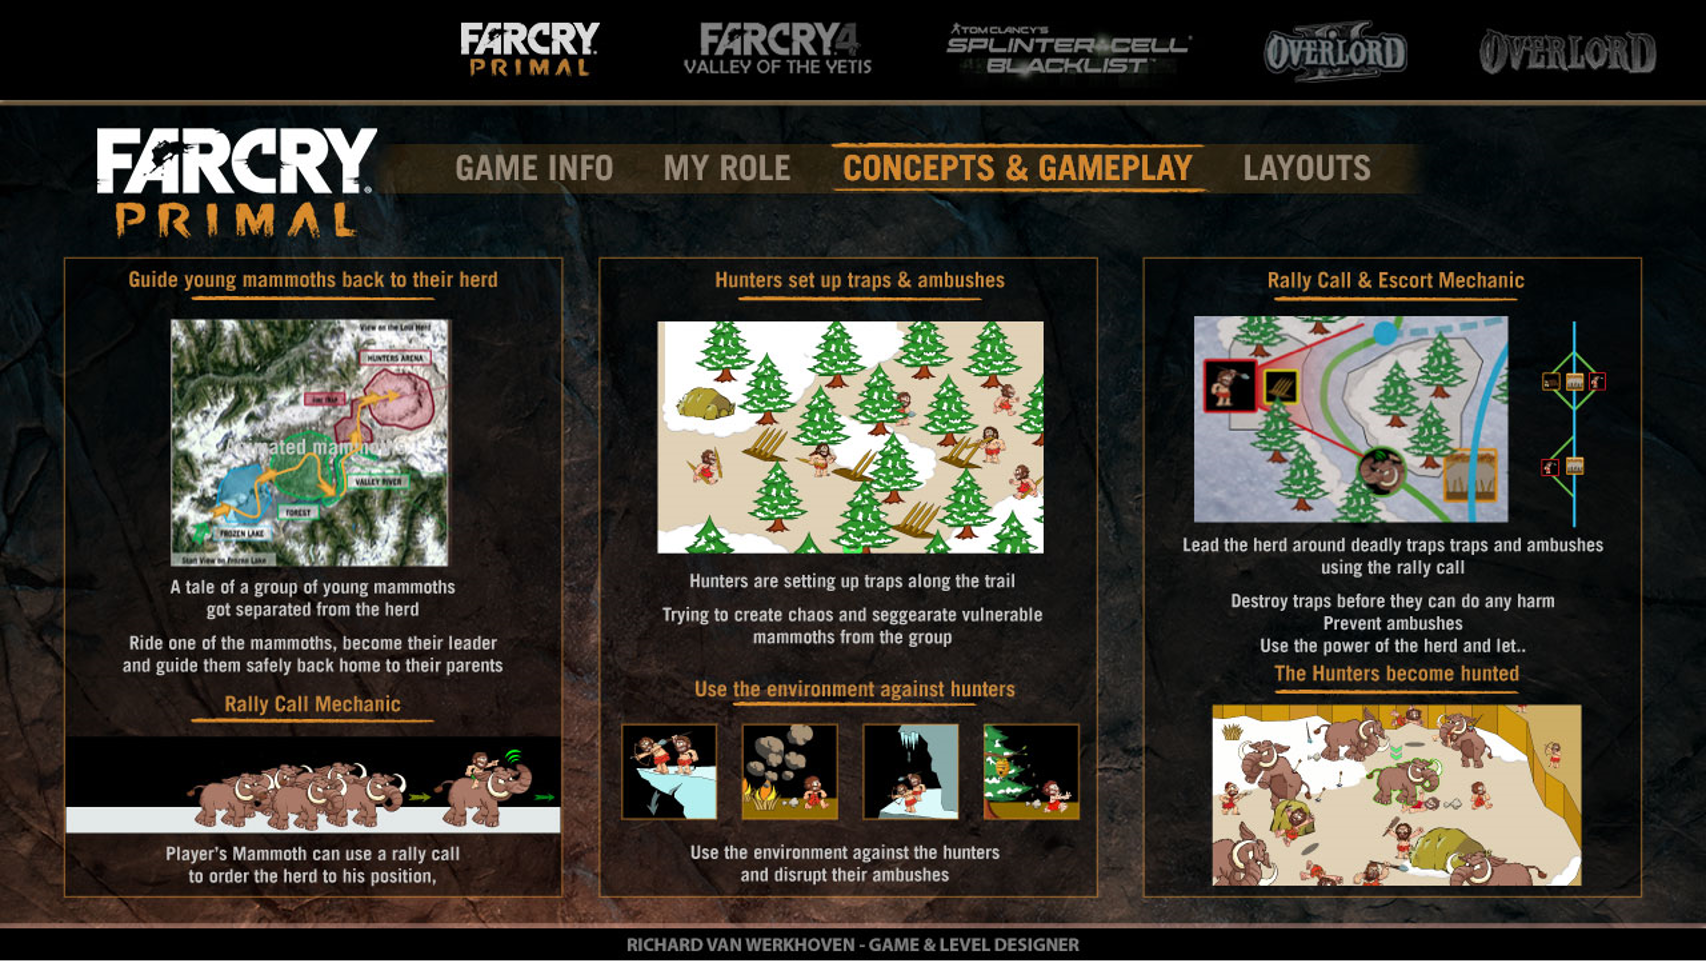 FARCRY PRIMAL
FARCRY 4 VALLEY OF THE YETIS
TOM CLANCY'S SPLINTER CELL BLACKLIST
OVERLORD II
OVERLORD
FARCRY
PRIMAL
GAME INFO
MY ROLE
CONCEPTS & GAMEPLAY
LAYOUTS
Guide young mammoths back to their herd
View on the Lost Herd
HUNTERS ARENA
VALLEY RIVER
FOREST
FROZEN LAKE
Start View on Frozen Lake
A tale of a group of young mammoths
got separated from the herd
Ride one of the mammoths, become their leader
and guide them safely back home to their parents
Rally Call Mechanic
Player's Mammoth can use a rally call
to order the herd to his position,
Hunters set up traps & ambushes
Hunters are setting up traps along the trail
Trying to create chaos and seggearate vulnerable
mammoths from the group
Use the environment against hunters
Use the environment against the hunters
and disrupt their ambushes
Rally Call & Escort Mechanic
Lead the herd around deadly traps traps and ambushes
using the rally call
Destroy traps before they can do any harm
Prevent ambushes
Use the power of the herd and let..
The Hunters become hunted
RICHARD VAN WERKHOVEN - GAME & LEVEL DESIGNER